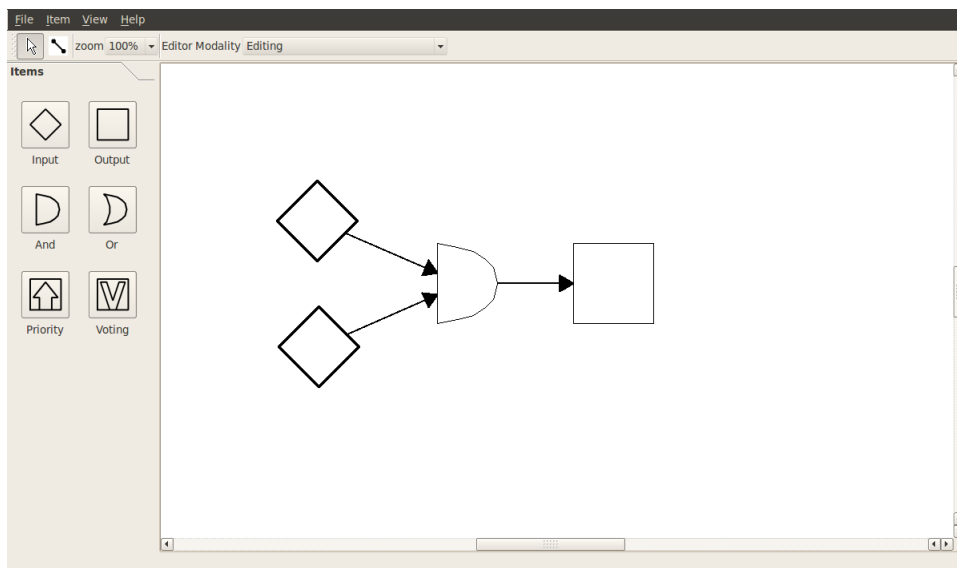 File Item View Help
zoom 100% Editor Modality Editing
Items
Input Output
And Or
Priority Voting